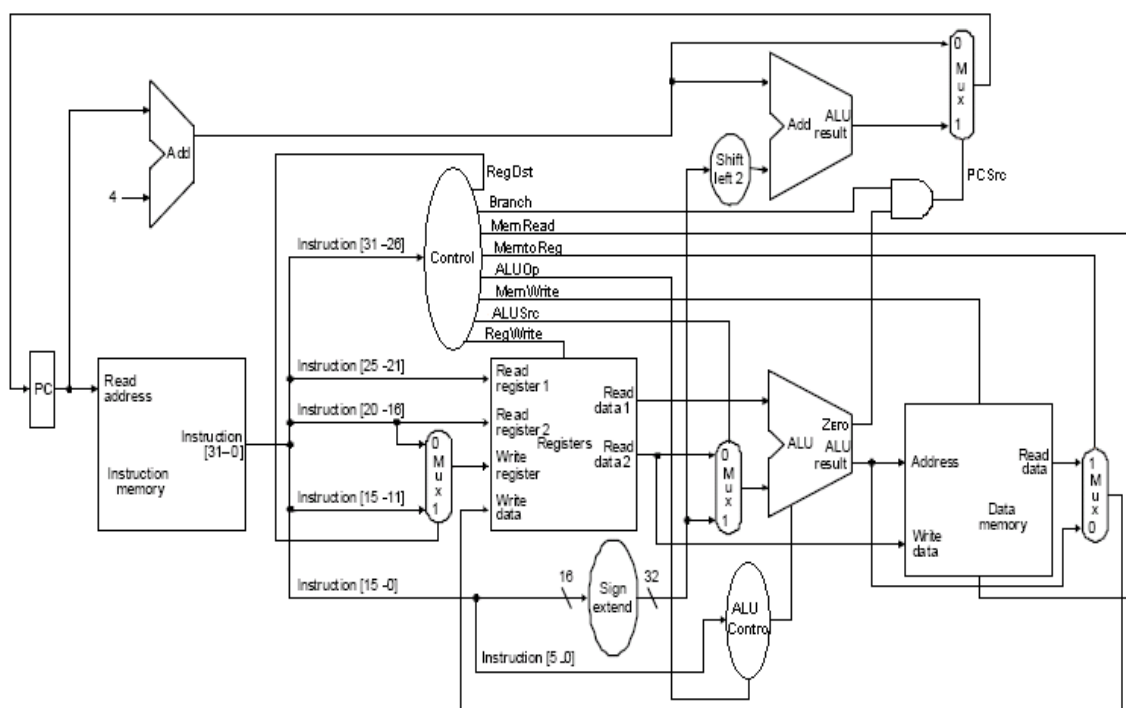 0
M
u
x
1
Add
ALU
result
Add
Shift
left 2
RegDst
PCSrc
4
Branch
MemRead
Instruction [31–26]
MemtoReg
Control
ALUOp
MemWrite
ALUSrc
RegWrite
PC
Read
address
Instruction
[31–0]
Instruction
memory
Instruction [25–21]
Read
register 1
Read
data 1
Instruction [20–16]
Read
register 2
Registers
Read
data 2
0
M
u
x
1
Write
register
Instruction [15–11]
Write
data
0
M
u
x
1
Zero
ALU
ALU
result
Address
Read
data
Data
memory
Write
data
1
M
u
x
0
Instruction [15-0]
16
Sign
extend
32
ALU
Control
Instruction [5..0]